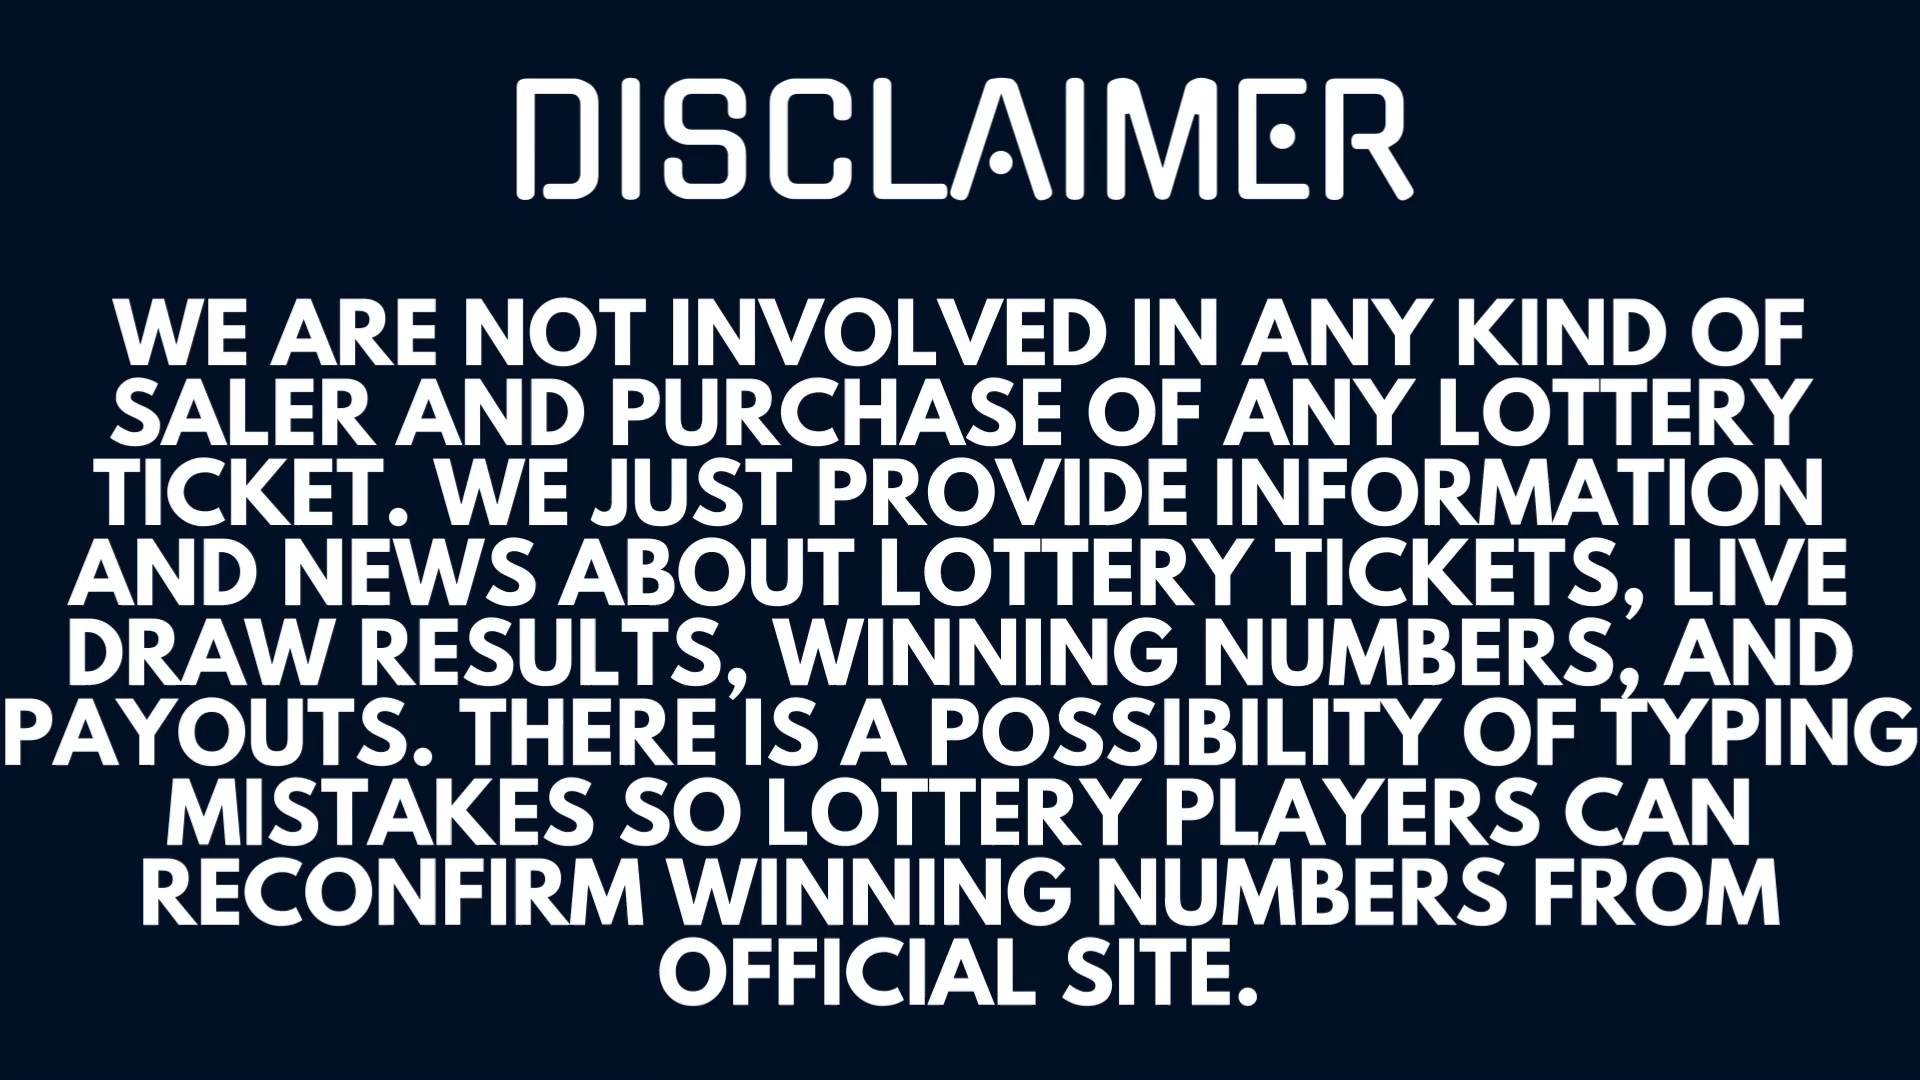 DISCLAIMER
WE ARE NOT INVOLVED IN ANY KIND OF
SALER AND PURCHASE OF ANY LOTTERY
TICKET. WE JUST PROVIDE INFORMATION
AND NEWS ABOUT LOTTERY TICKETS, LIVE
DRAW RESULTS, WINNING NUMBERS, AND
PAYOUTS. THERE IS A POSSIBILITY OF TYPING
MISTAKES SO LOTTERY PLAYERS CAN
RECONFIRM WINNING NUMBERS FROM
OFFICIAL SITE.